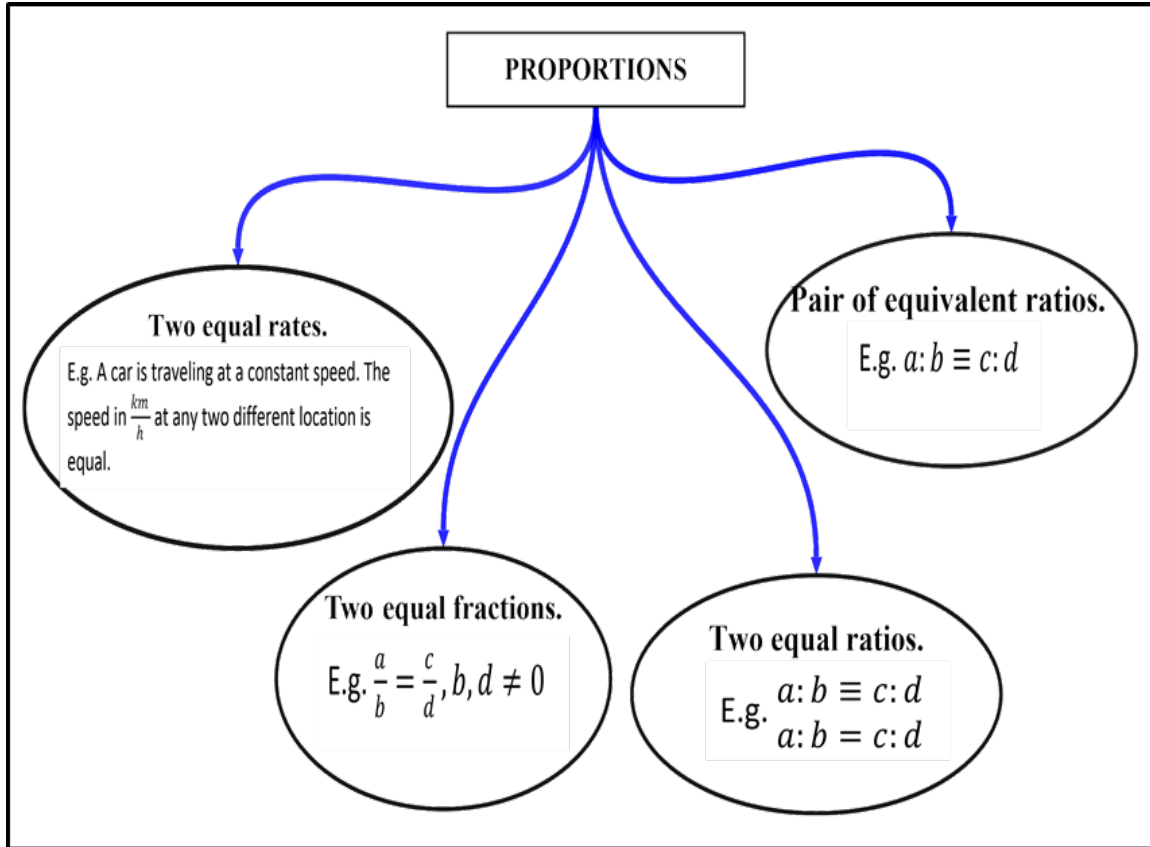 PROPORTIONS
Two equal rates.
E.g. A car is traveling at a constant speed. The
speed in km/h at any two different location is
equal.
Two equal fractions.
E.g. a/b = c/d, b, d ≠ 0
Two equal ratios.
E.g. a: b ≡ c: d
a: b = c: d
Pair of equivalent ratios.
E.g. a: b ≡ c: d